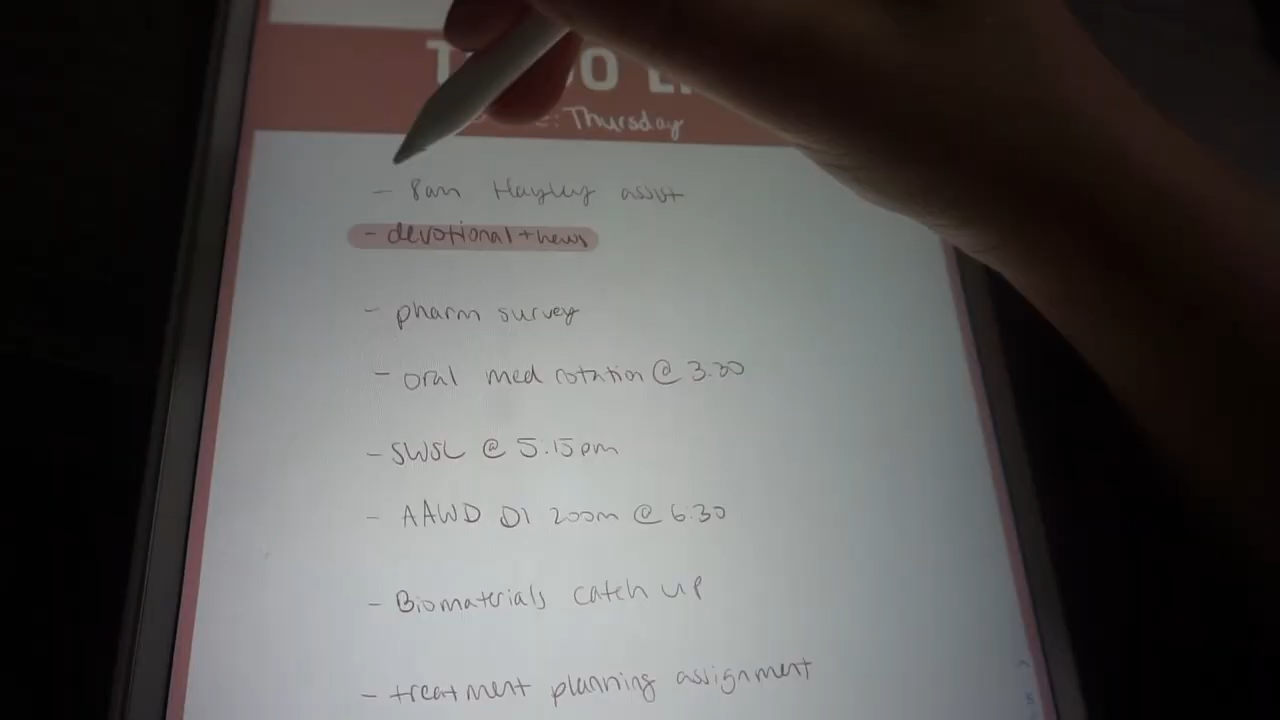 Thursday
- 8am Hayley assist
- devotional + news
- pharm survey
- oral med rotation @ 3:30
- SWSL @ 5:15pm
- AAWD D1 zoom @ 6:30
- Biomaterials catch up
- treatment planning assignment